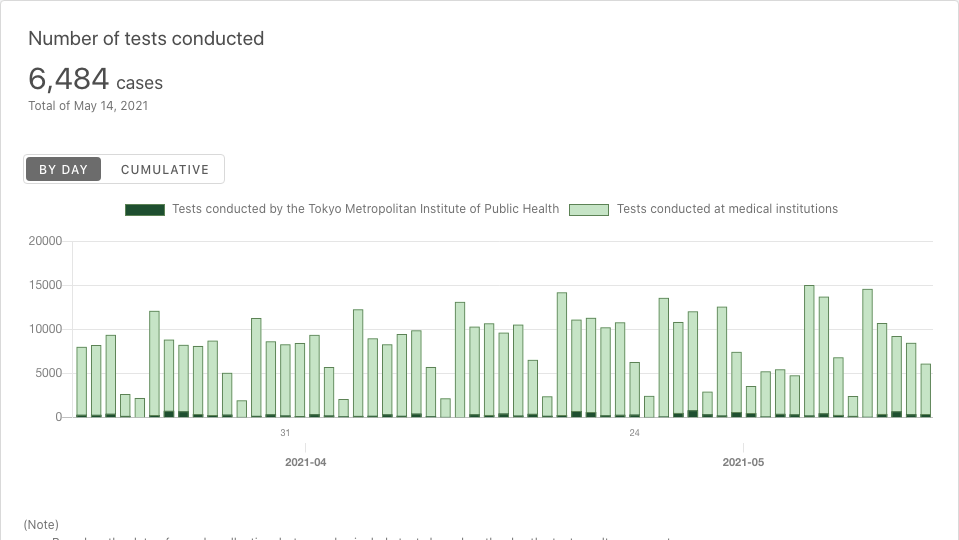 Number of tests conducted
6,484 cases
Total of May 14, 2021
BY DAY CUMULATIVE
Tests conducted by the Tokyo Metropolitan Institute of Public Health Tests conducted at medical institutions
20000
15000
10000
5000
0
31 24
2021-04 2021-05
(Note)